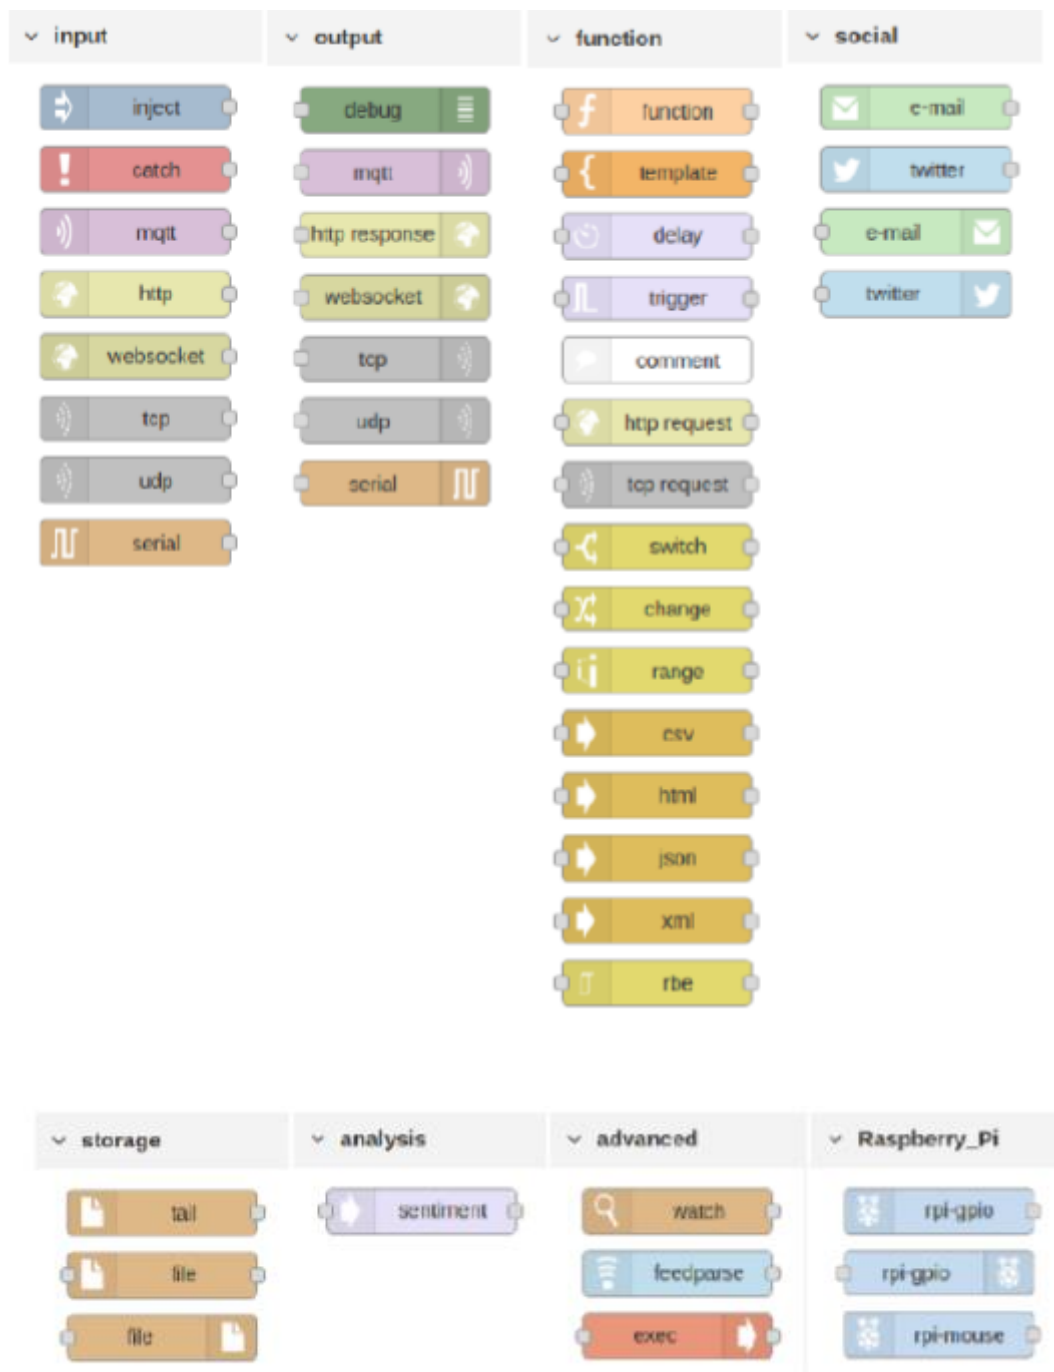 input
inject
catch
mqtt
http
websocket
tcp
udp
serial
output
debug
mqtt
http response
websocket
tcp
udp
serial
function
function
template
delay
trigger
comment
http request
tcp request
switch
change
range
csv
html
json
xml
rbe
social
e-mail
twitter
e-mail
twitter
storage
tail
file
file
analysis
sentiment
advanced
watch
feedparse
exec
Raspberry_Pi
rpi-gpio
rpi-gpio
rpi-mouse